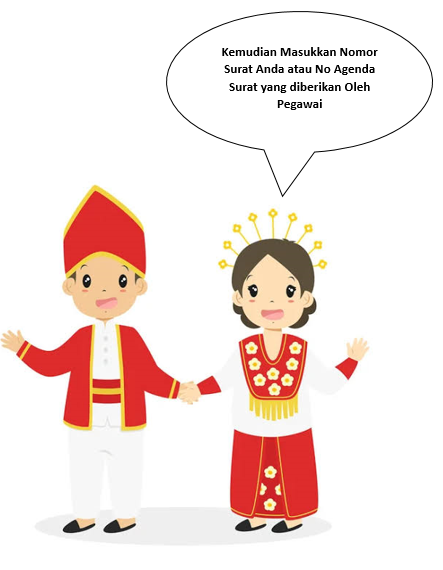 Kemudian Masukkan Nomor
Surat Anda atau No Agenda
Surat yang diberikan Oleh
Pegawai